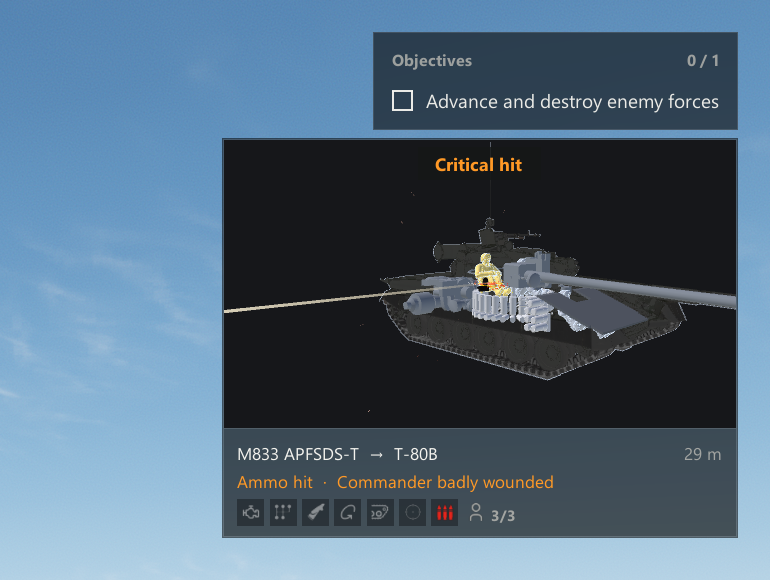 Objectives 0 / 1
Advance and destroy enemy forces
Critical hit
M833 APFSDS-T → T-80B 29 m
Ammo hit · Commander badly wounded
3/3